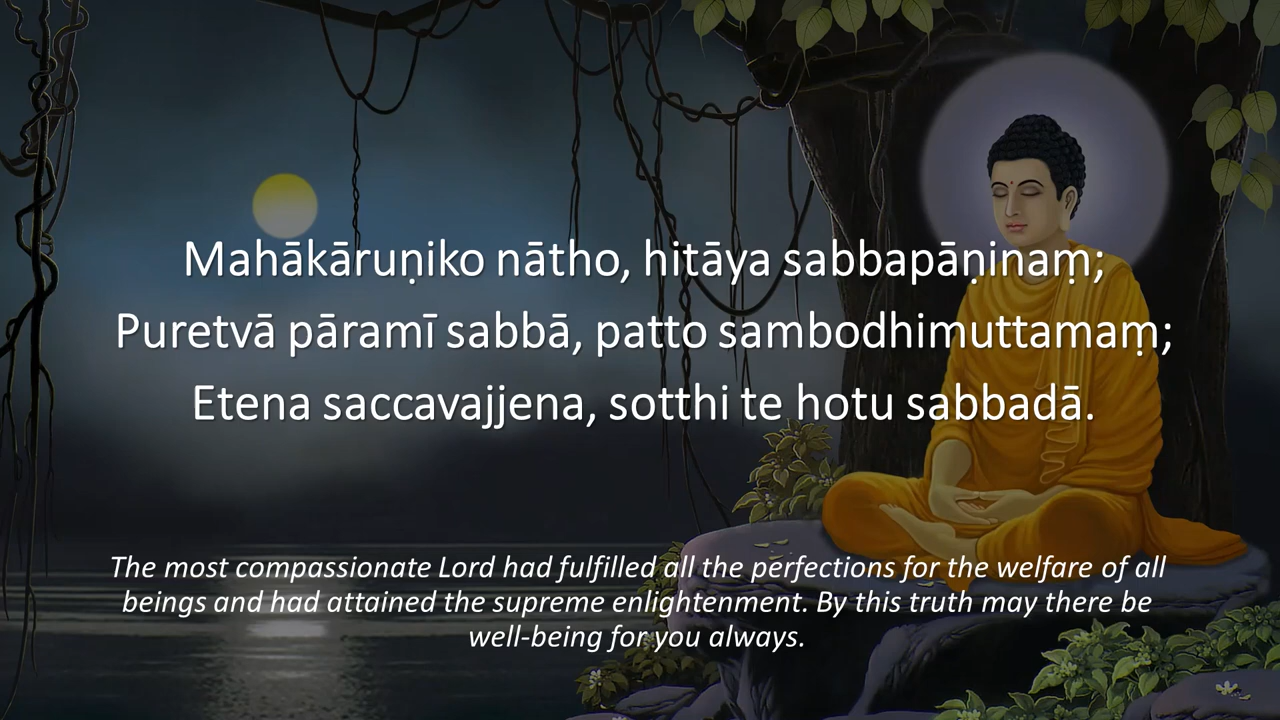 Mahākāruṇiko nātho, hitāya sabbapāṇinaṃ;
Puretvā pāramī sabbā, patto sambodhimuttamaṃ;
Etena saccavajjena, sotthi te hotu sabbadā.
The most compassionate Lord had fulfilled all the perfections for the welfare of all
beings and had attained the supreme enlightenment. By this truth may there be
well-being for you always.